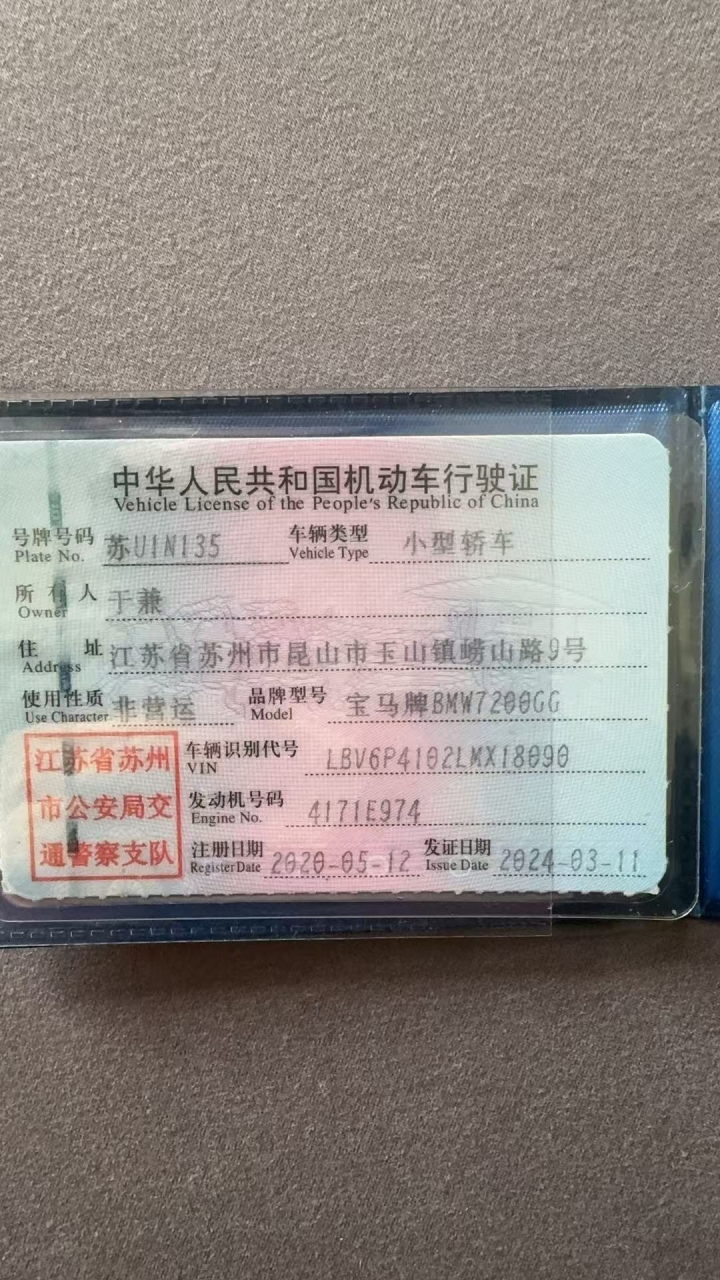 中华人民共和国机动车行驶证
Vehicle License of the People's Republic of China
号牌号码 苏U1N135 车辆类型 小型轿车
Plate No. Vehicle Type
所有人 于兼
Owner
住址 江苏省苏州市昆山市玉山镇崂山路9号
Address
使用性质 非营运 品牌型号 宝马牌BMW7200GG
Use Character Model
江苏省苏州
市公安局交
通警察支队
车辆识别代号 LBV6P4102LMX18090
VIN
发动机号码 4171E974
Engine No.
注册日期 2020-05-12 发证日期 2024-03-11
Register Date Issue Date